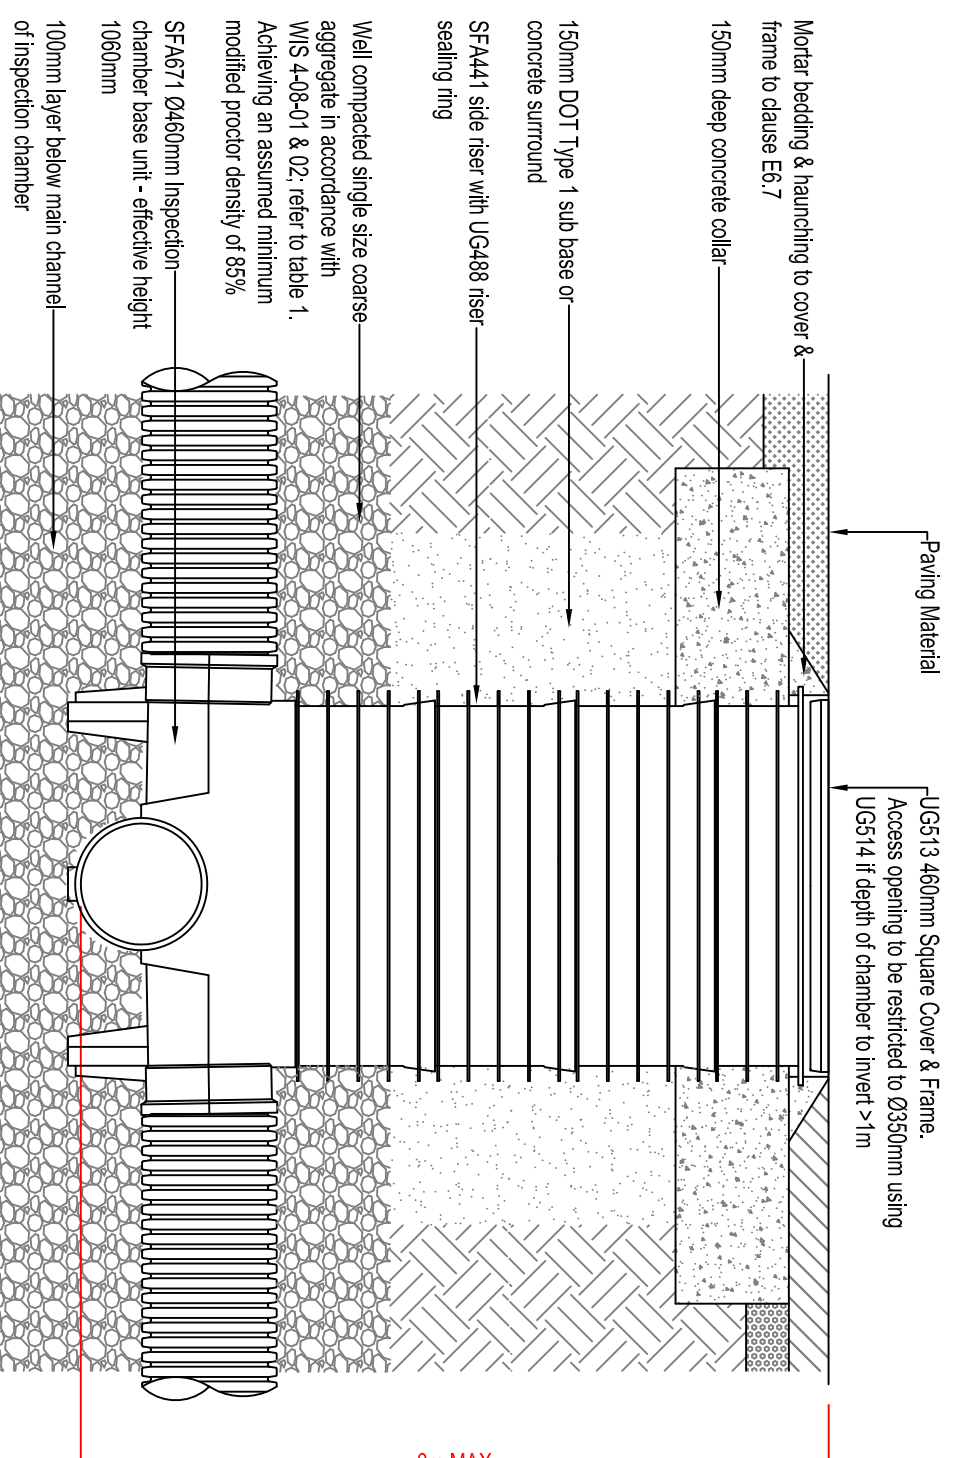 Paving Material
UG513 460mm Square Cover & Frame.
Access opening to be restricted to Ø350mm using
UG514 if depth of chamber to invert >1m
Mortar bedding & haunching to cover &
frame to clause E6.7
150mm deep concrete collar
150mm DOT Type 1 sub base or
concrete surrround
SFA441 side riser with UG488 riser
sealing ring
Well compacted single size coarse
aggregate in accordance with
WIS 4-08-01 & 02; refer to table 1.
Achieving an assumed minimum
modified proctor density of 85%
SFA671 Ø460mm Inspection
chamber base unit - effective height
1060mm
100mm layer below main channel
of inspection chamber
MAX